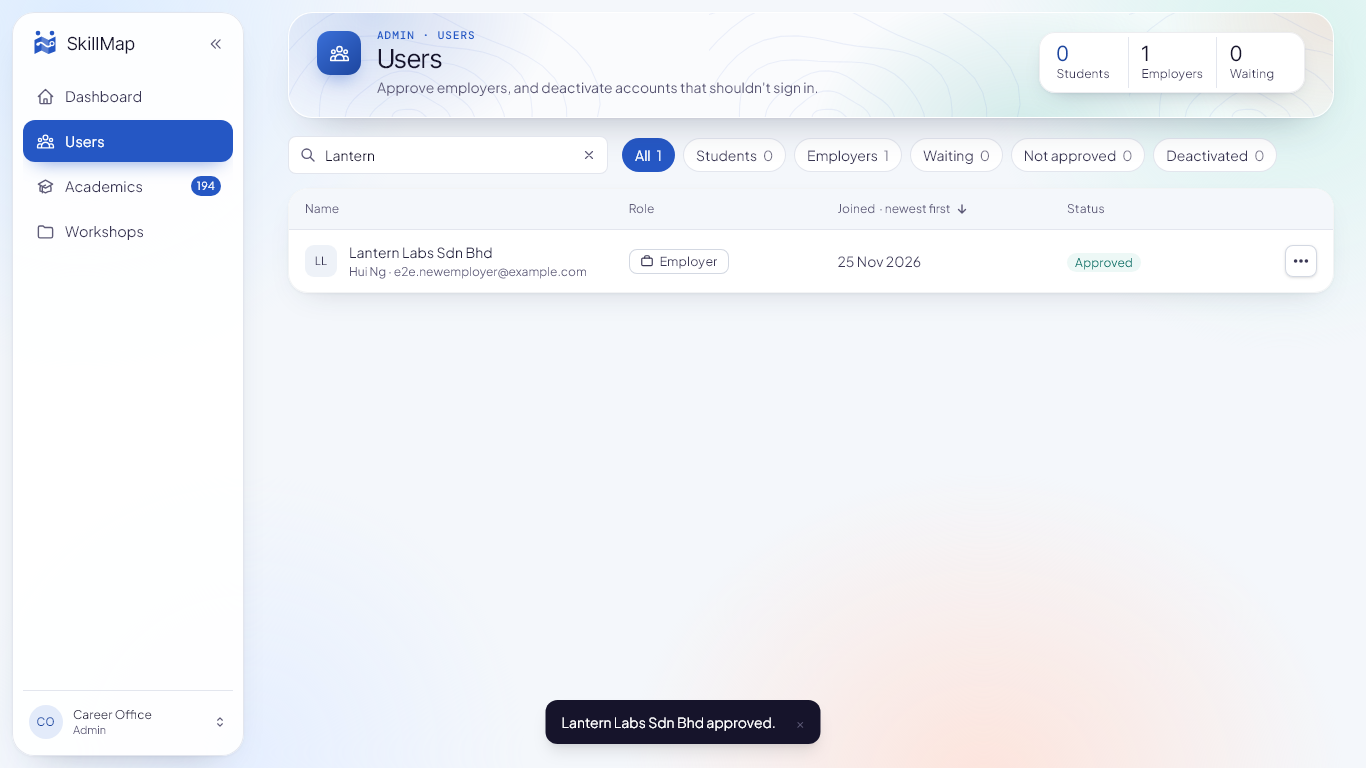 SkillMap
Dashboard
Users
Academics 194
Workshops
Career Office
Admin
ADMIN · USERS
Users
Approve employers, and deactivate accounts that shouldn't sign in.
0 1 0
Students Employers Waiting
Lantern
All 1 Students 0 Employers 1 Waiting 0 Not approved 0 Deactivated 0
Name Role Joined · newest first Status
LL Lantern Labs Sdn Bhd Employer 25 Nov 2026 Approved
Hui Ng · e2e.newemployer@example.com
CO
Lantern Labs Sdn Bhd approved.